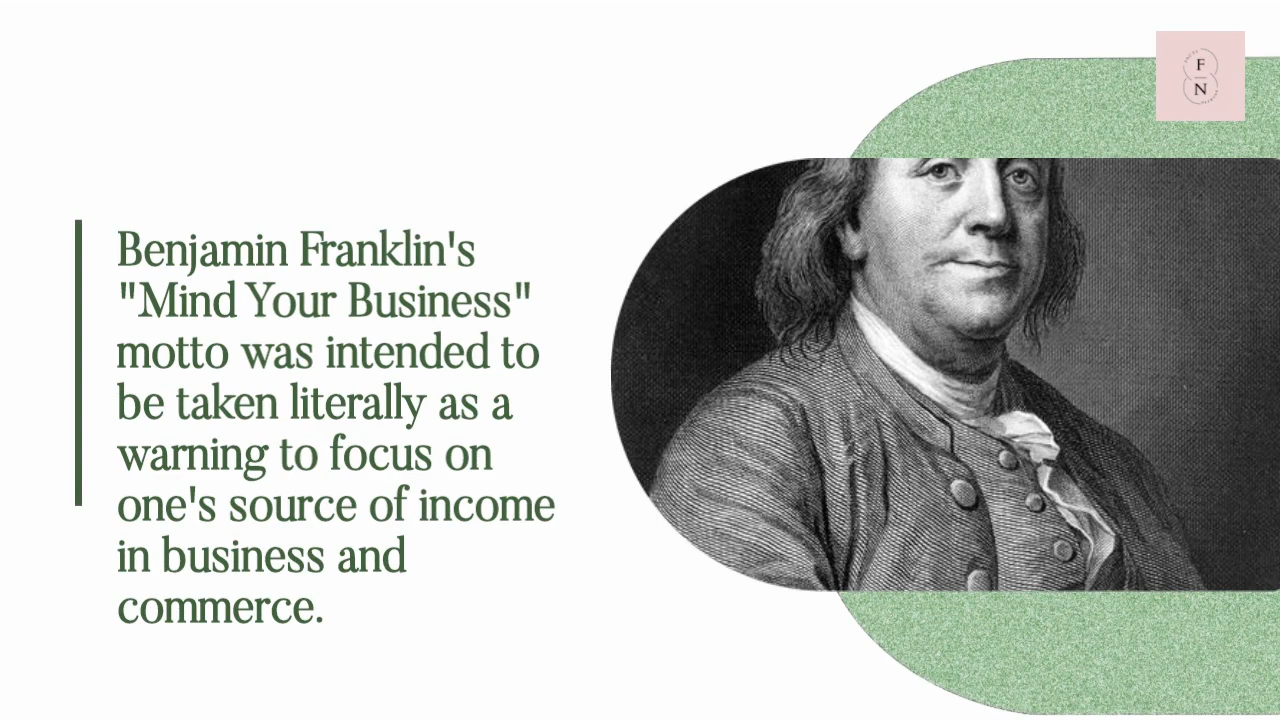 F
N
Benjamin Franklin's
"Mind Your Business"
motto was intended to
be taken literally as a
warning to focus on
one's source of income
in business and
commerce.